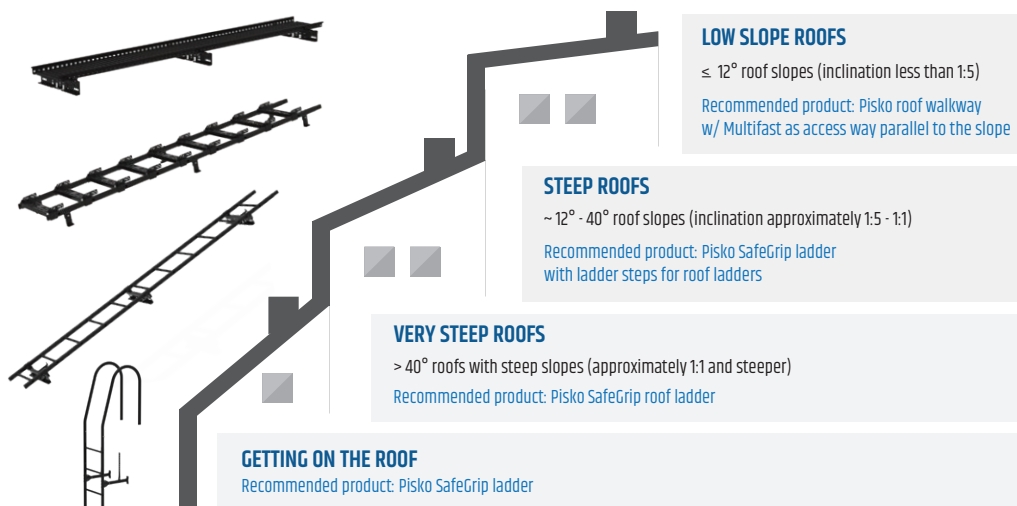 LOW SLOPE ROOFS
≤ 12° roof slopes (inclination less than 1:5)
Recommended product: Pisko roof walkway
w/ Multifast as access way parallel to the slope
STEEP ROOFS
~ 12° - 40° roof slopes (inclination approximately 1:5 - 1:1)
Recommended product: Pisko SafeGrip ladder
with ladder steps for roof ladders
VERY STEEP ROOFS
> 40° roofs with steep slopes (approximately 1:1 and steeper)
Recommended product: Pisko SafeGrip roof ladder
GETTING ON THE ROOF
Recommended product: Pisko SafeGrip ladder